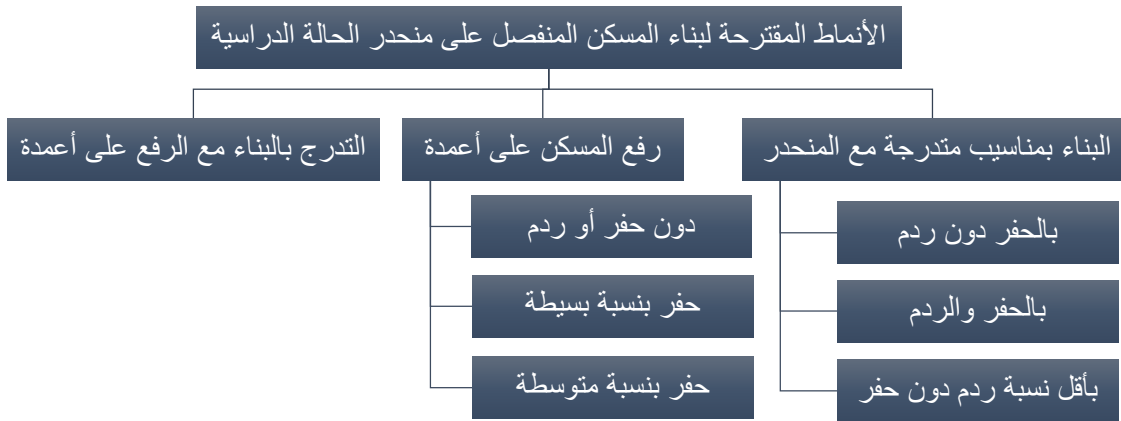 الأنماط المقترحة لبناء المسكن المنفصل على منحدر الحالة الدراسية
البناء بمناسيب متدرجة مع المنحدر
بالحفر دون ردم
بالحفر والردم
بأقل نسبة ردم دون حفر
رفع المسكن على أعمدة
دون حفر أو ردم
حفر بنسبة بسيطة
حفر بنسبة متوسطة
التدرج بالبناء مع الرفع على أعمدة